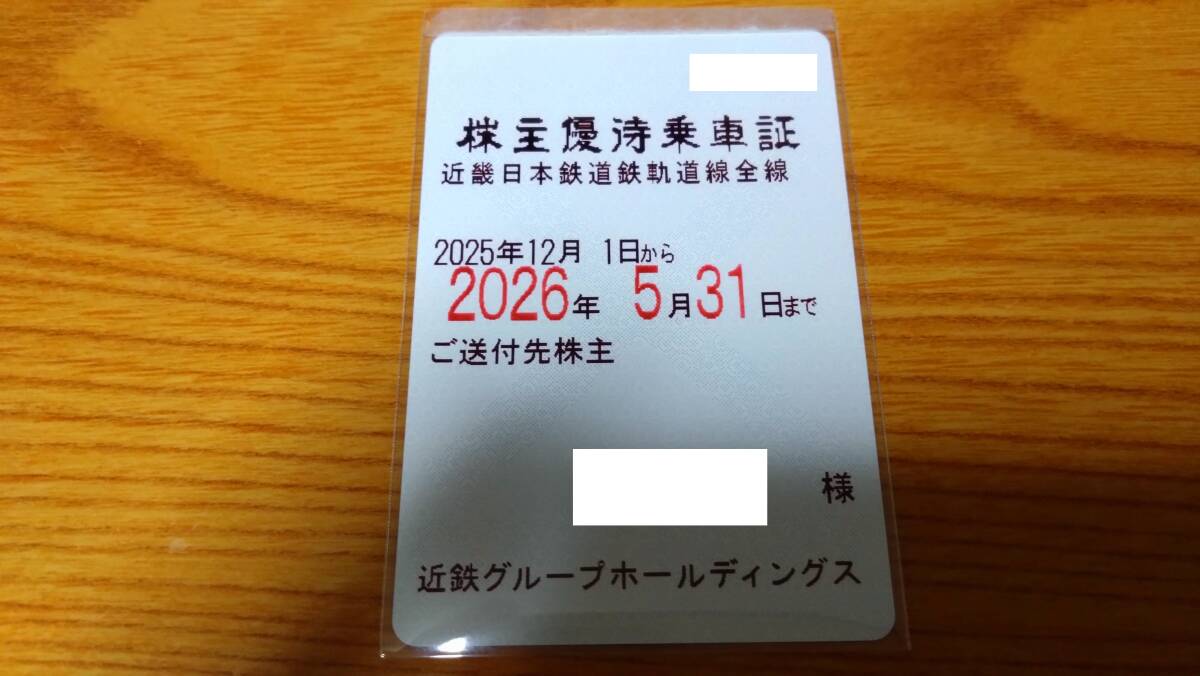 株主優待乗車証
近畿日本鉄道鉄軌道線全線
2025年12月 1日から
2026年 5月31日まで
ご送付先株主
様
近鉄グループホールディングス